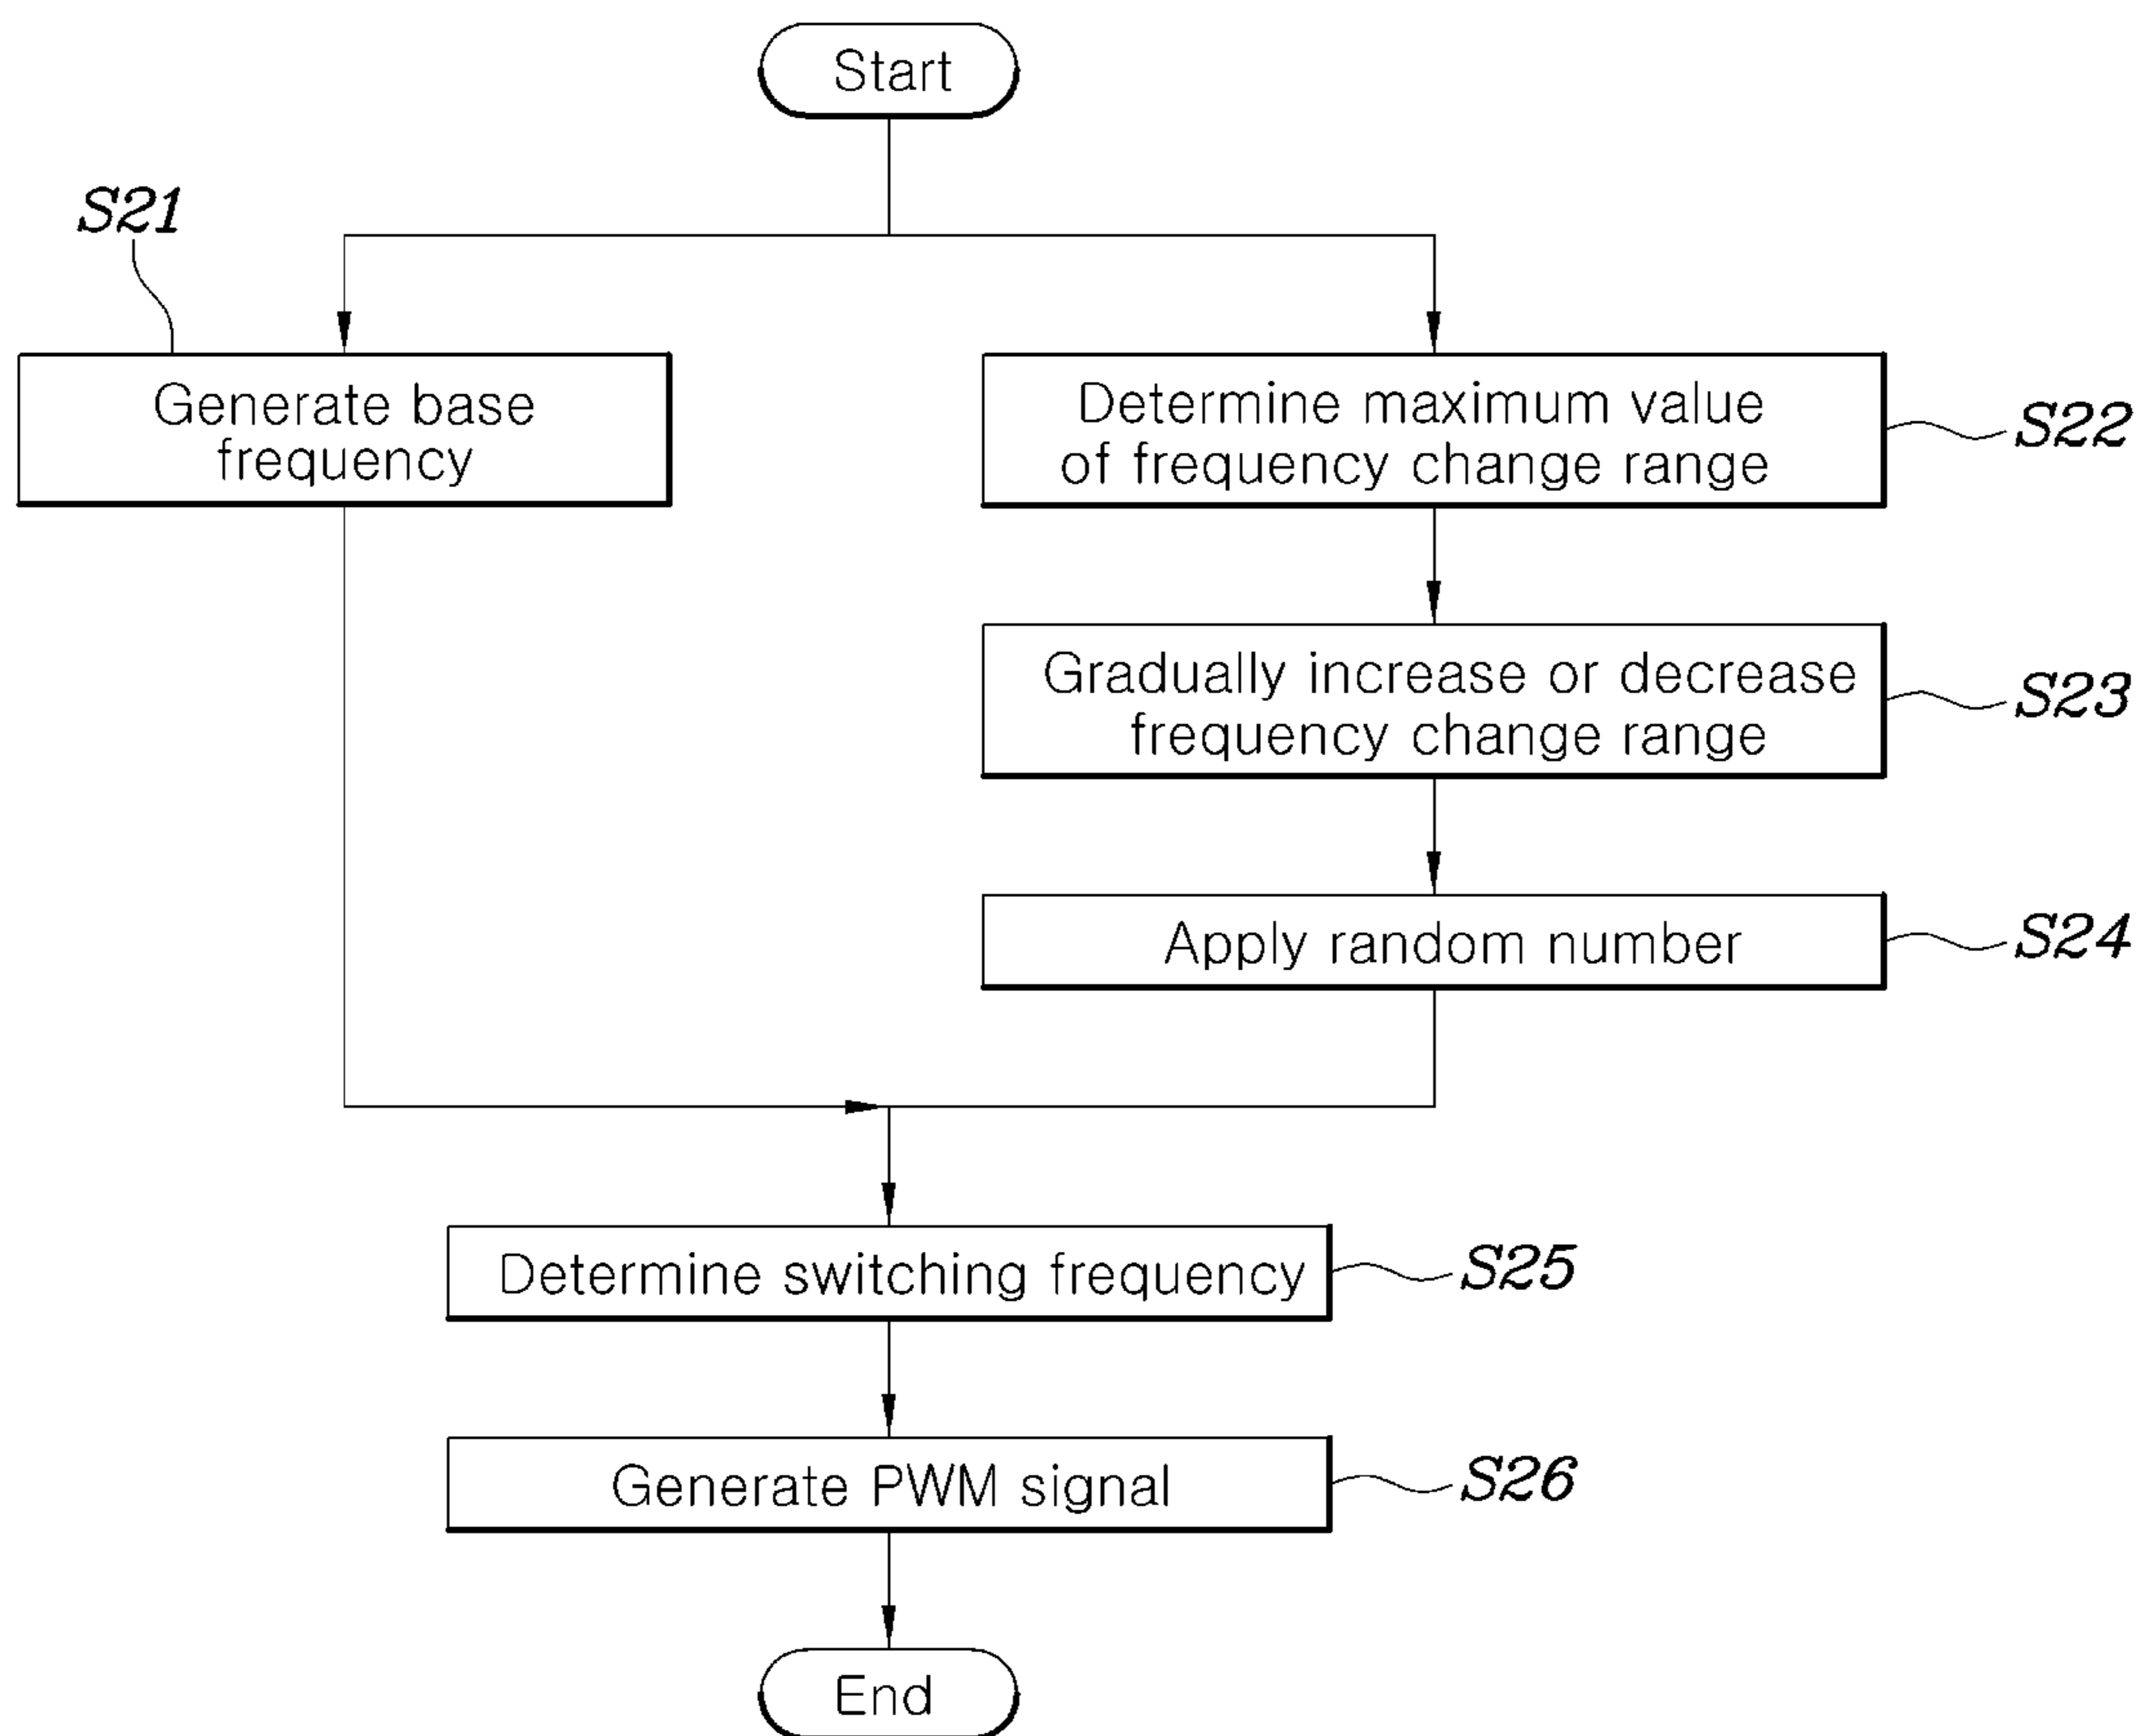 Start
S21
Generate base
frequency
Determine maximum value
of frequency change range
S22
Gradually increase or decrease
frequency change range
S23
Apply random number
S24
Determine switching frequency
S25
Generate PWM signal
S26
End